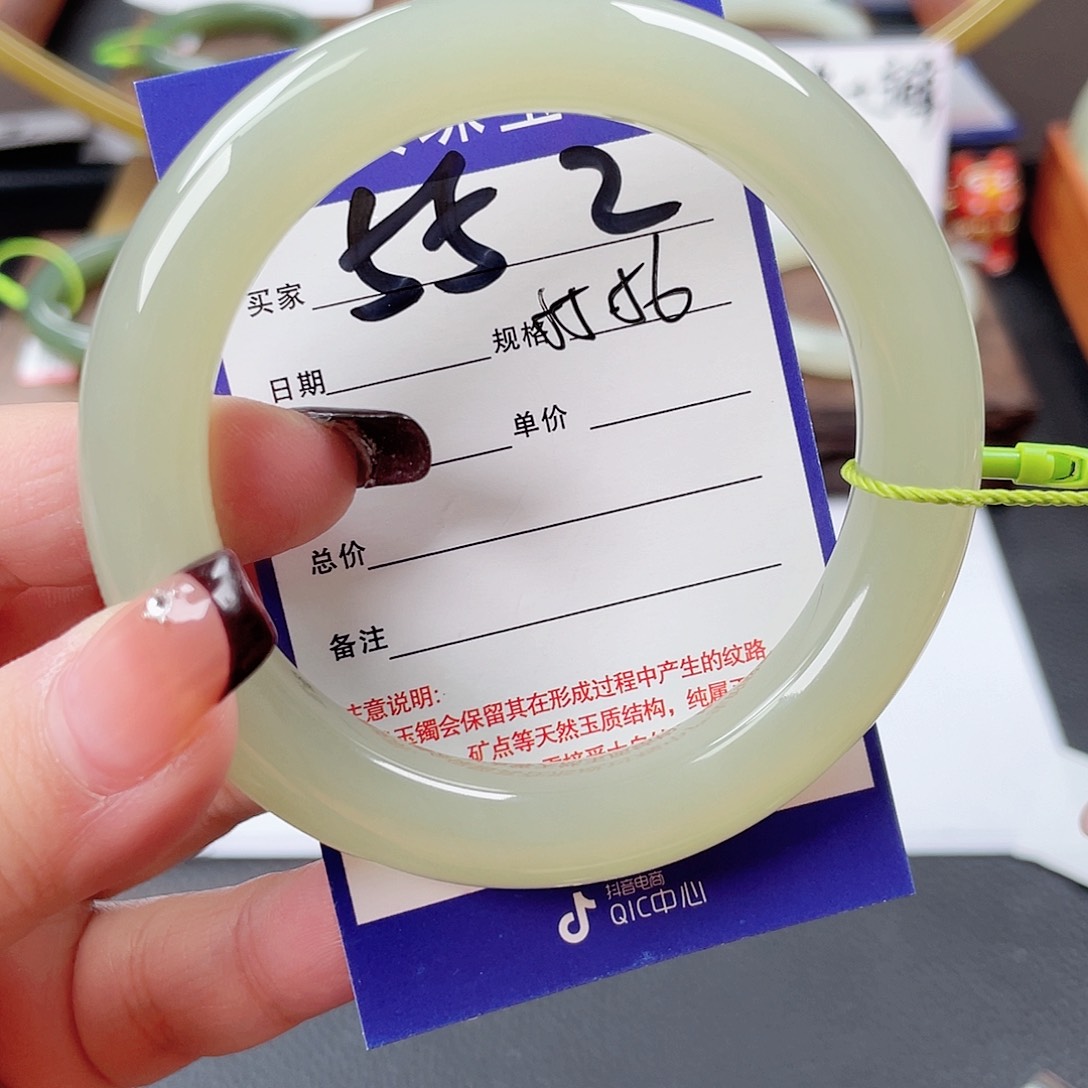 55 2
买家
规格
56
日期
单价
总价
备注
意说明:
玉镯会保留其在形成过程中产生的纹路
矿点等天然玉质结构，纯属
抖音电商
QIC中心